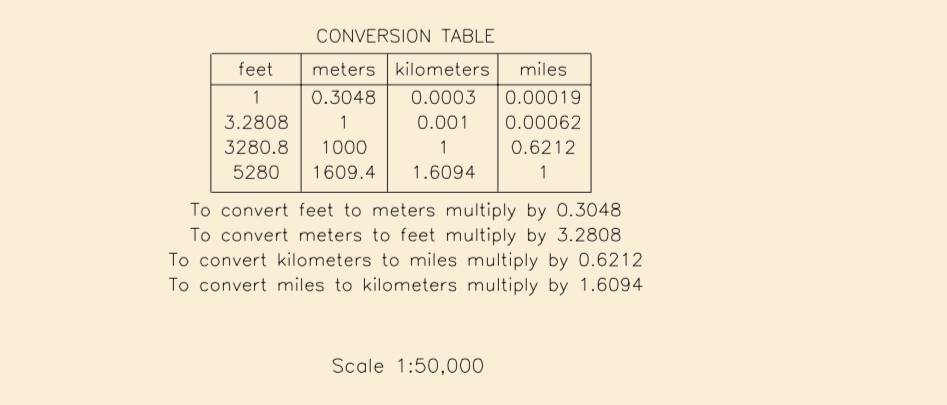 CONVERSION TABLE
feet meters kilometers miles
1 0.3048 0.0003 0.00019
3.2808 1 0.001 0.00062
3280.8 1000 1 0.6212
5280 1609.4 1.6094 1
To convert feet to meters multiply by 0.3048
To convert meters to feet multiply by 3.2808
To convert kilometers to miles multiply by 0.6212
To convert miles to kilometers multiply by 1.6094
Scale 1:50,000